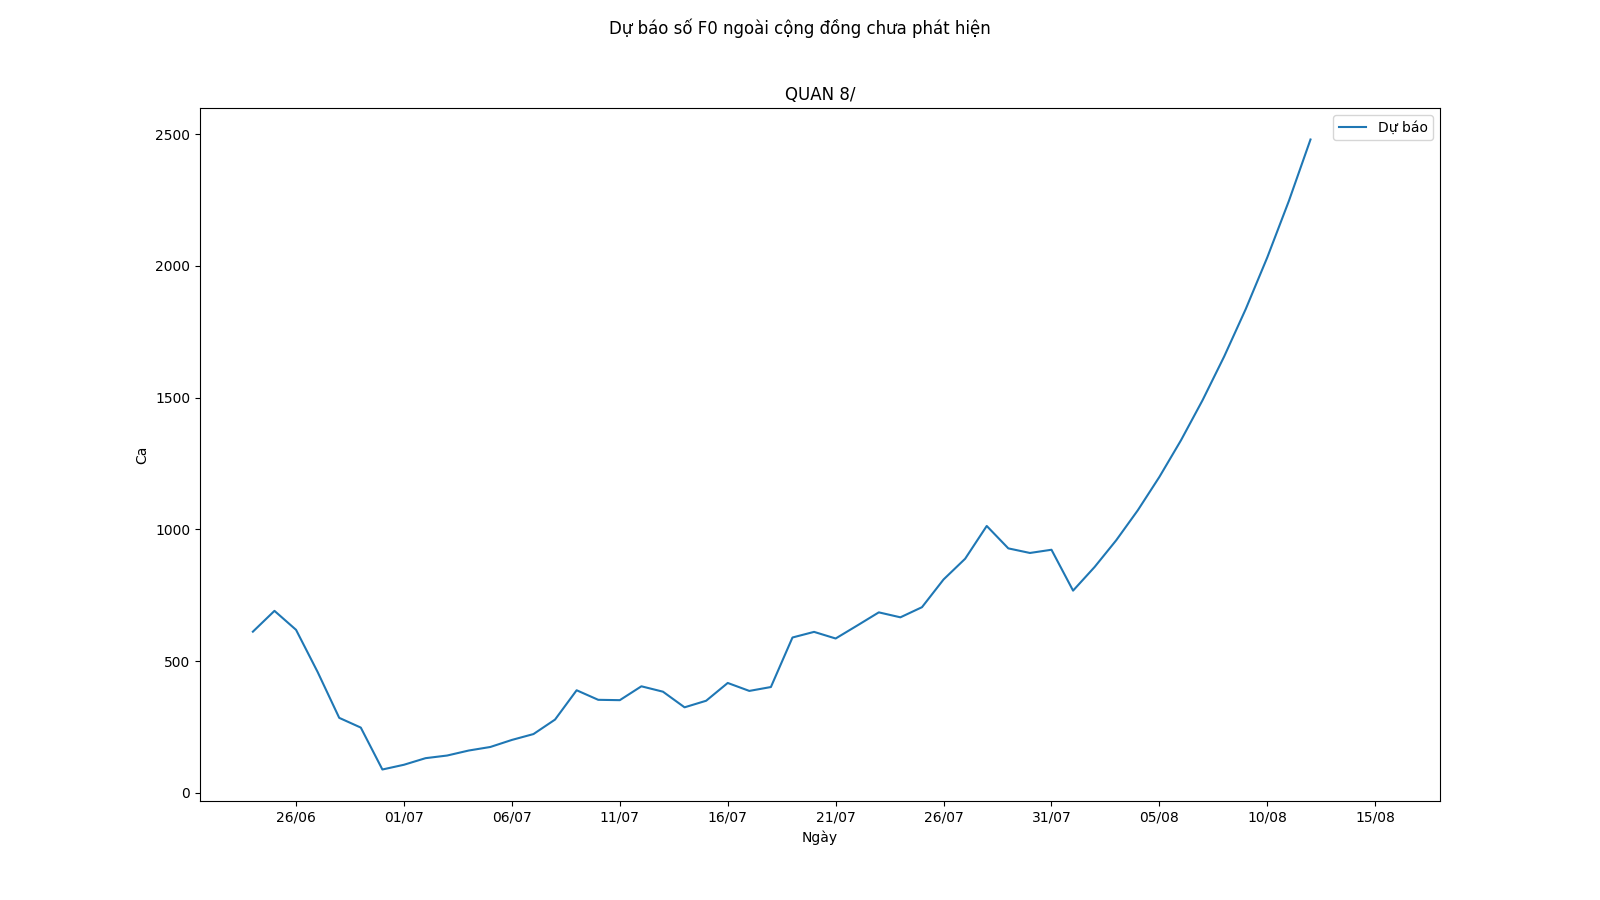 Dự báo số F0 ngoài cộng đồng chưa phát hiện
QUAN 8/
Dự báo
2500
2000
1500
1000
500
0
Ca
26/06 01/07 06/07 11/07 16/07 21/07 26/07 31/07 05/08 10/08 15/08
Ngày